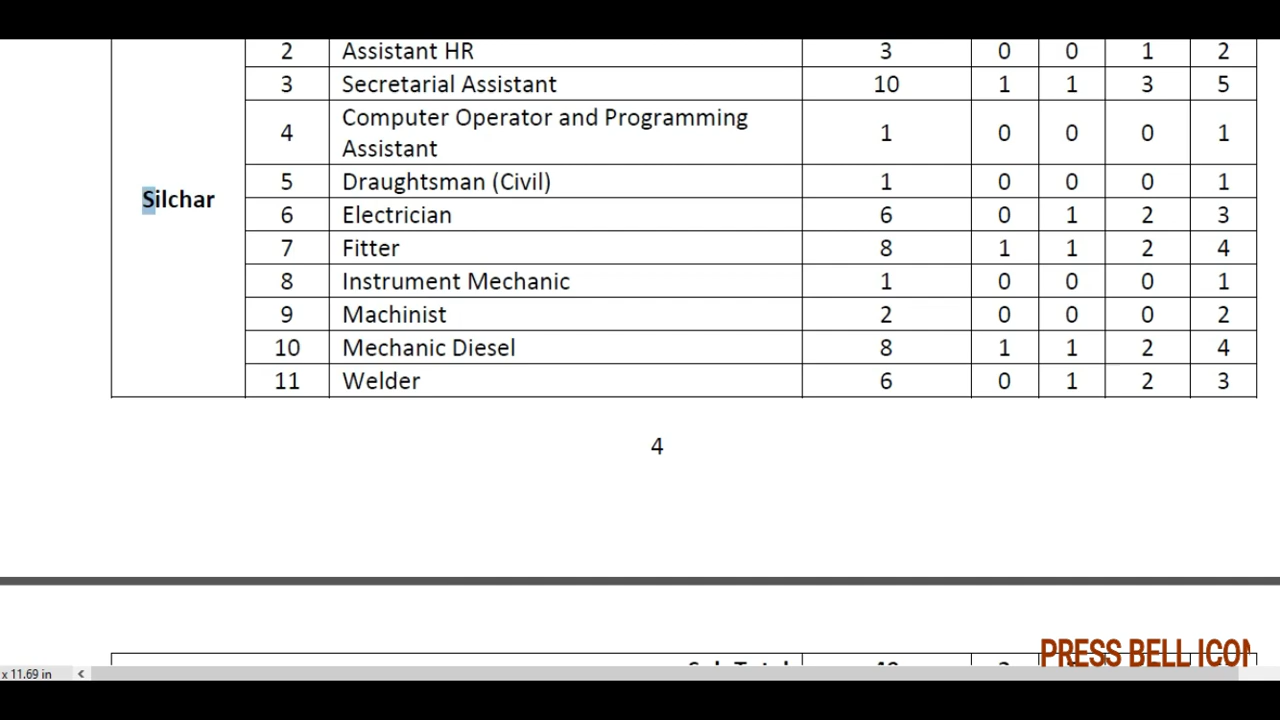 2 Assistant HR 3 0 0 1 2
3 Secretarial Assistant 10 1 1 3 5
4 Computer Operator and Programming
Assistant 1 0 0 0 1
5 Draughtsman (Civil) 1 0 0 0 1
Silchar
6 Electrician 6 0 1 2 3
7 Fitter 8 1 1 2 4
8 Instrument Mechanic 1 0 0 0 1
9 Machinist 2 0 0 0 2
10 Mechanic Diesel 8 1 1 2 4
11 Welder 6 0 1 2 3
4
PRESS BELL ICON
x 11.69 in